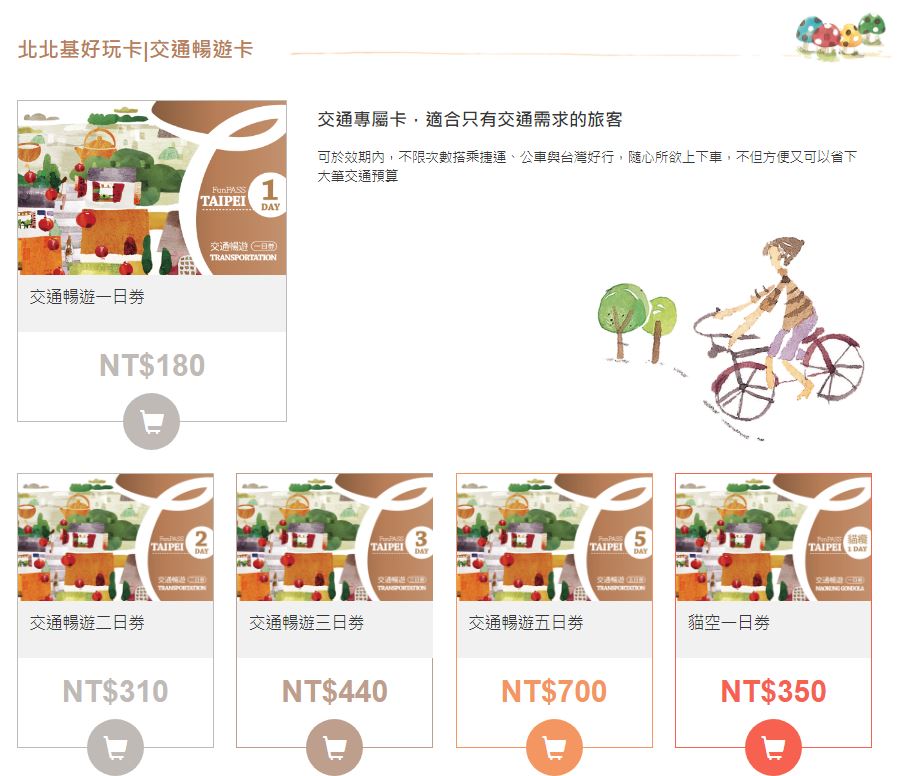 北北基好玩卡|交通暢遊卡
交通專屬卡，適合只有交通需求的旅客
可於效期內，不限次數搭乘捷運、公車與台灣好行，隨心所欲上下車，不但方便又可以省下
大筆交通預算
FunPASS
TAIPEI
1
DAY
交通暢遊 一日券
TRANSPORTATION
交通暢遊一日券
NT$180
FunPASS
TAIPEI
2
DAY
交通暢遊 二日券
TRANSPORTATION
交通暢遊二日券
NT$310
FunPASS
TAIPEI
3
DAY
交通暢遊 三日券
TRANSPORTATION
交通暢遊三日券
NT$440
FunPASS
TAIPEI
5
DAY
交通暢遊 五日券
TRANSPORTATION
交通暢遊五日券
NT$700
FunPASS
TAIPEI
貓纜
1 DAY
交通暢遊 一日券
MAOKONG GONDOLA
貓空一日券
NT$350